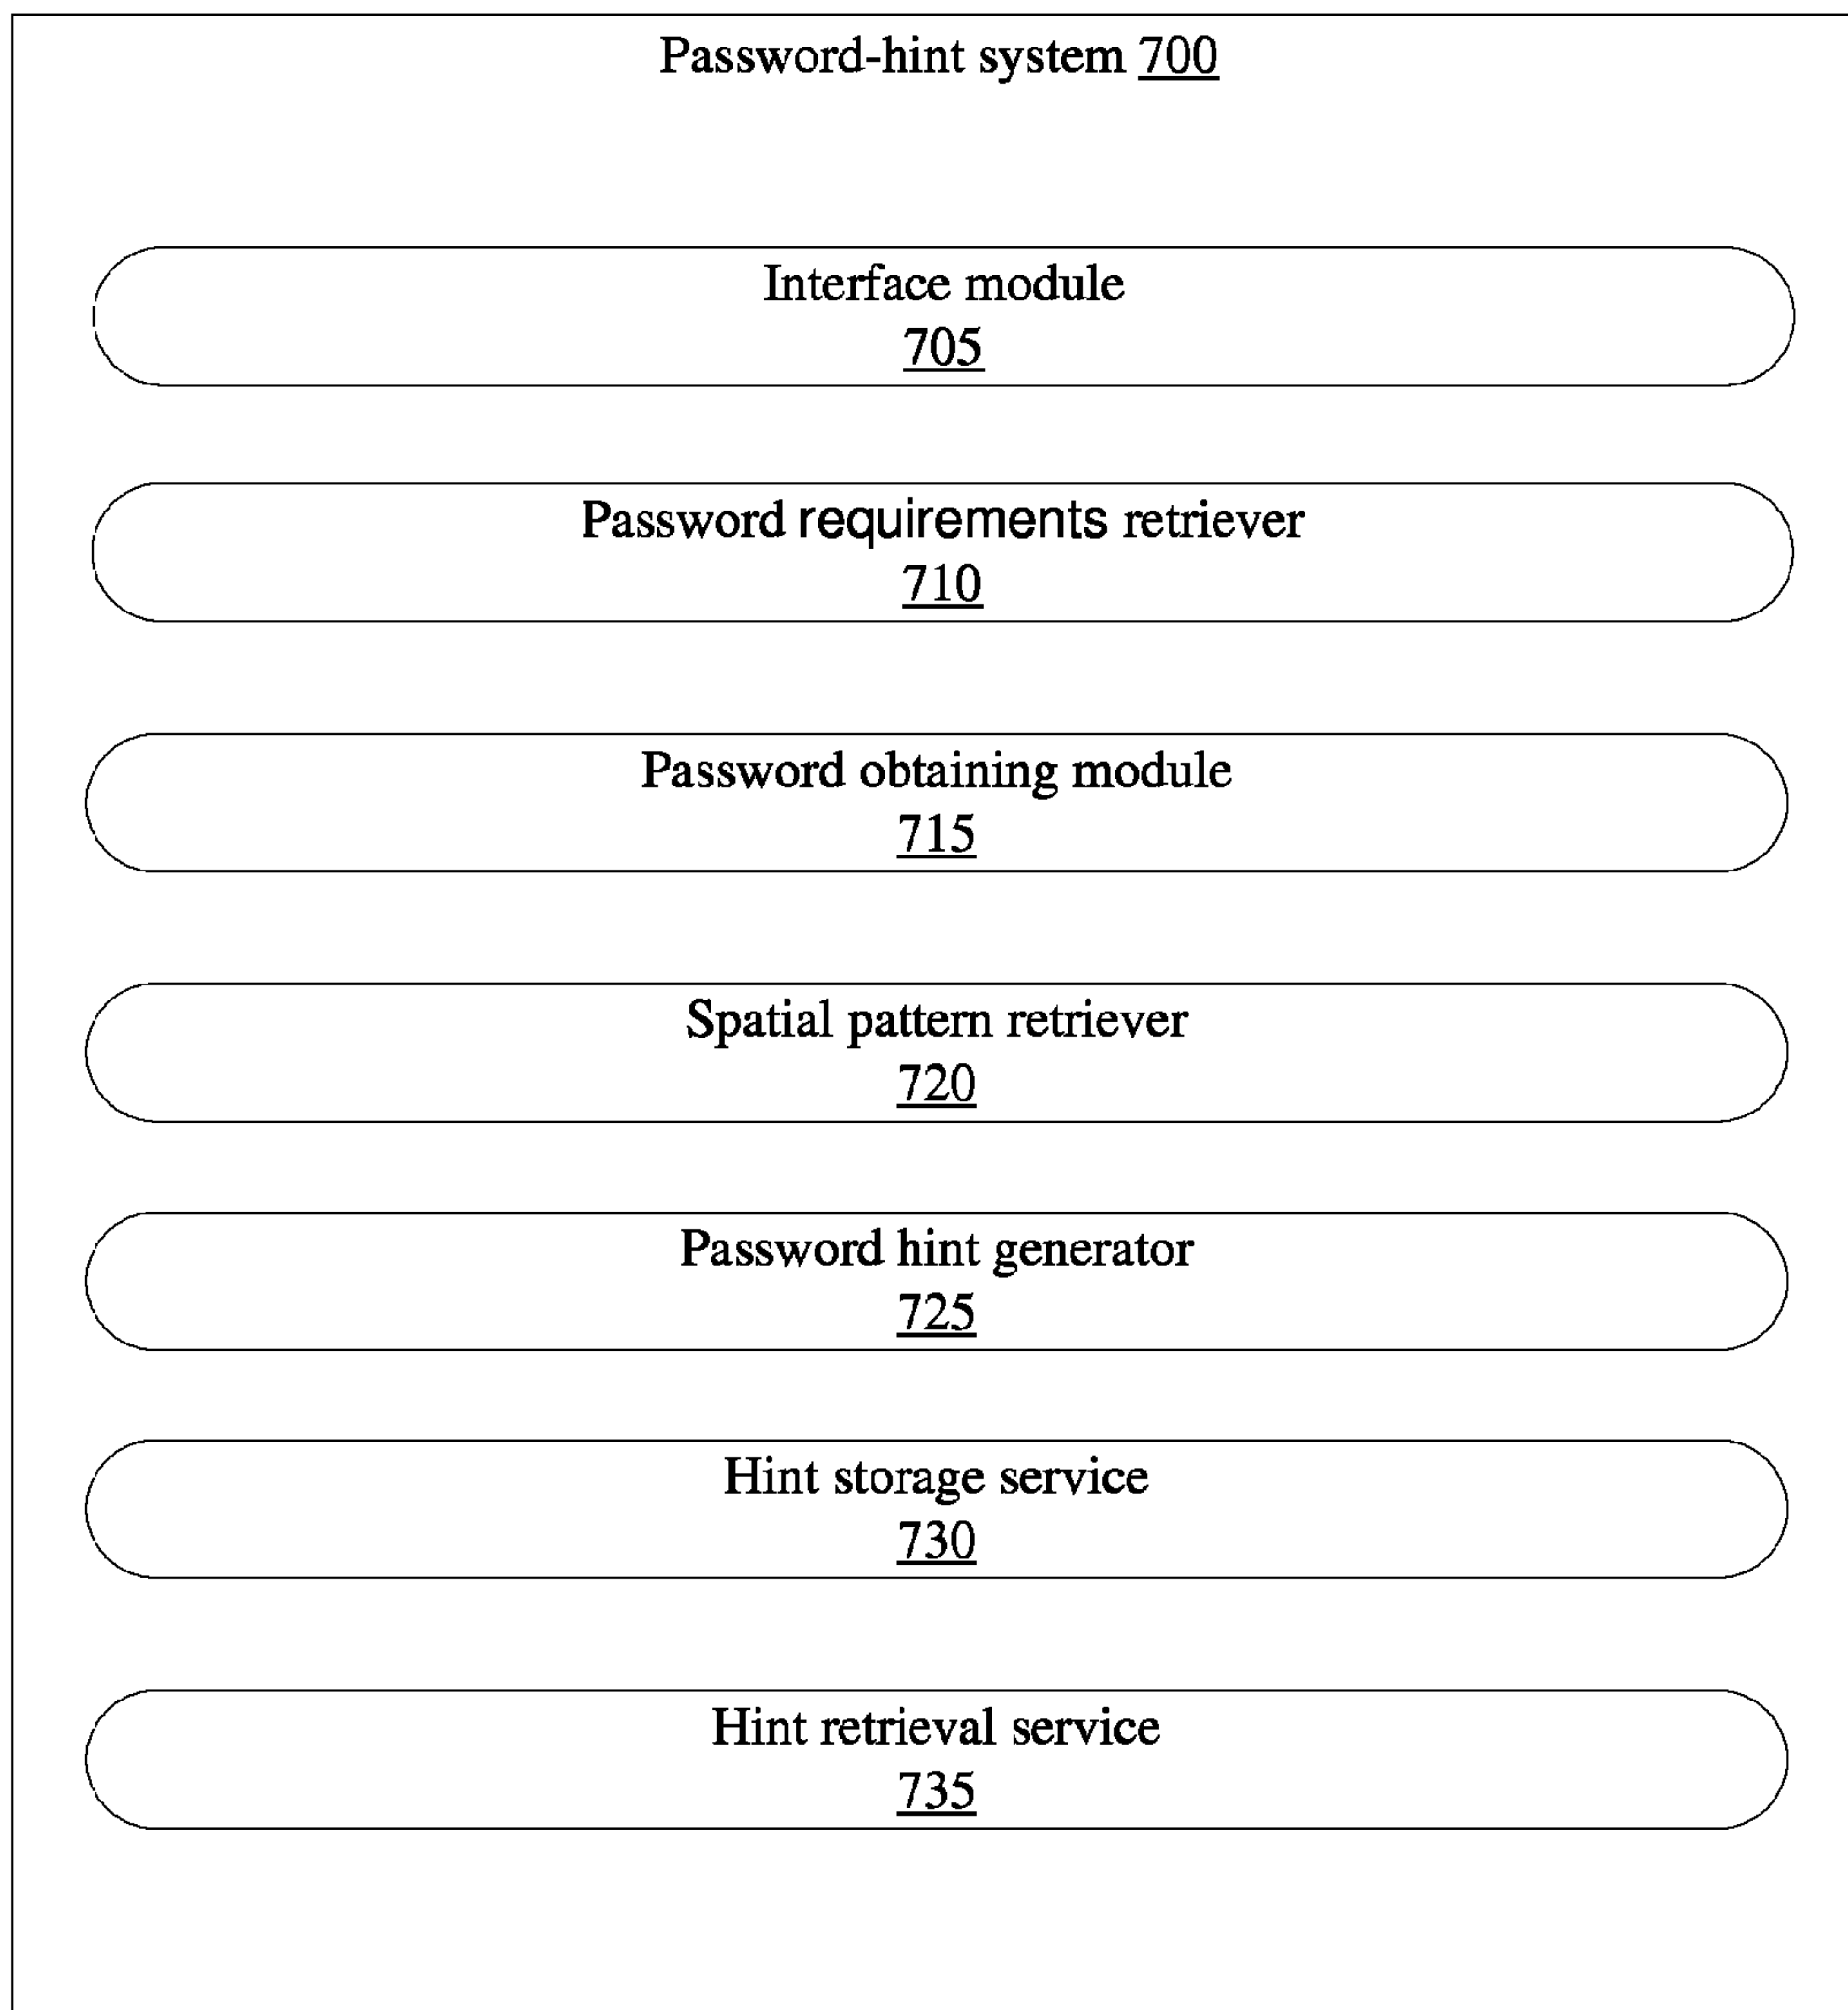 Password-hint system 700
Interface module
705
Password requirements retriever
710
Password obtaining module
715
Spatial pattern retriever
720
Password hint generator
725
Hint storage service
730
Hint retrieval service
735